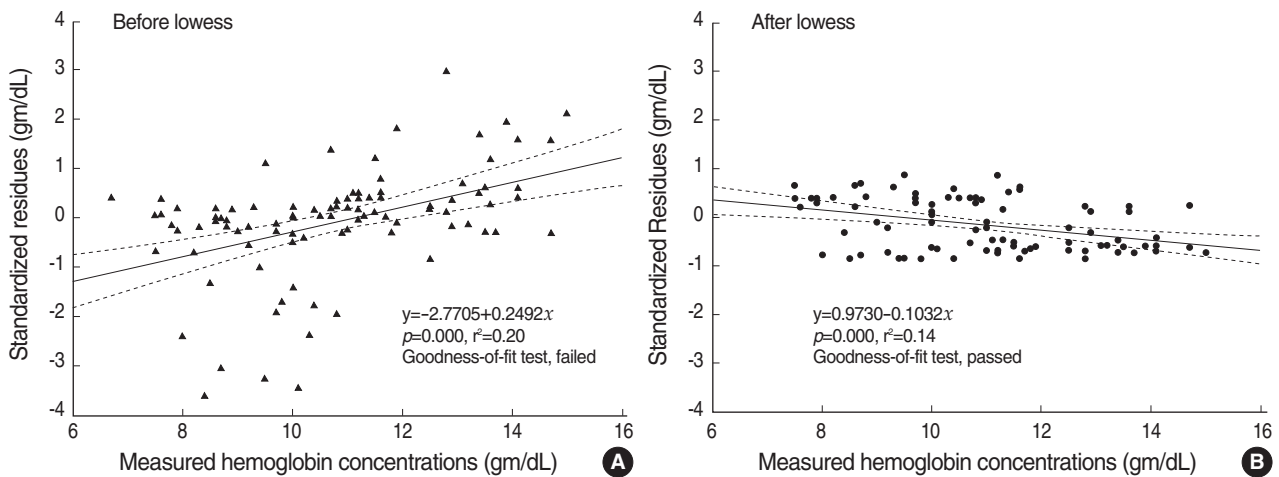 Before lowess
Standardized residues (gm/dL)
4
3
2
1
0
-1
-2
-3
-4
y=−2.7705+0.2492x
p=0.000, r²=0.20
Goodness-of-fit test, failed
6 8 10 12 14 16
Measured hemoglobin concentrations (gm/dL)
A
After lowess
Standardized Residues (gm/dL)
4
3
2
1
0
-1
-2
-3
-4
y=0.9730−0.1032x
p=0.000, r²=0.14
Goodness-of-fit test, passed
6 8 10 12 14 16
Measured hemoglobin concentrations (gm/dL)
B